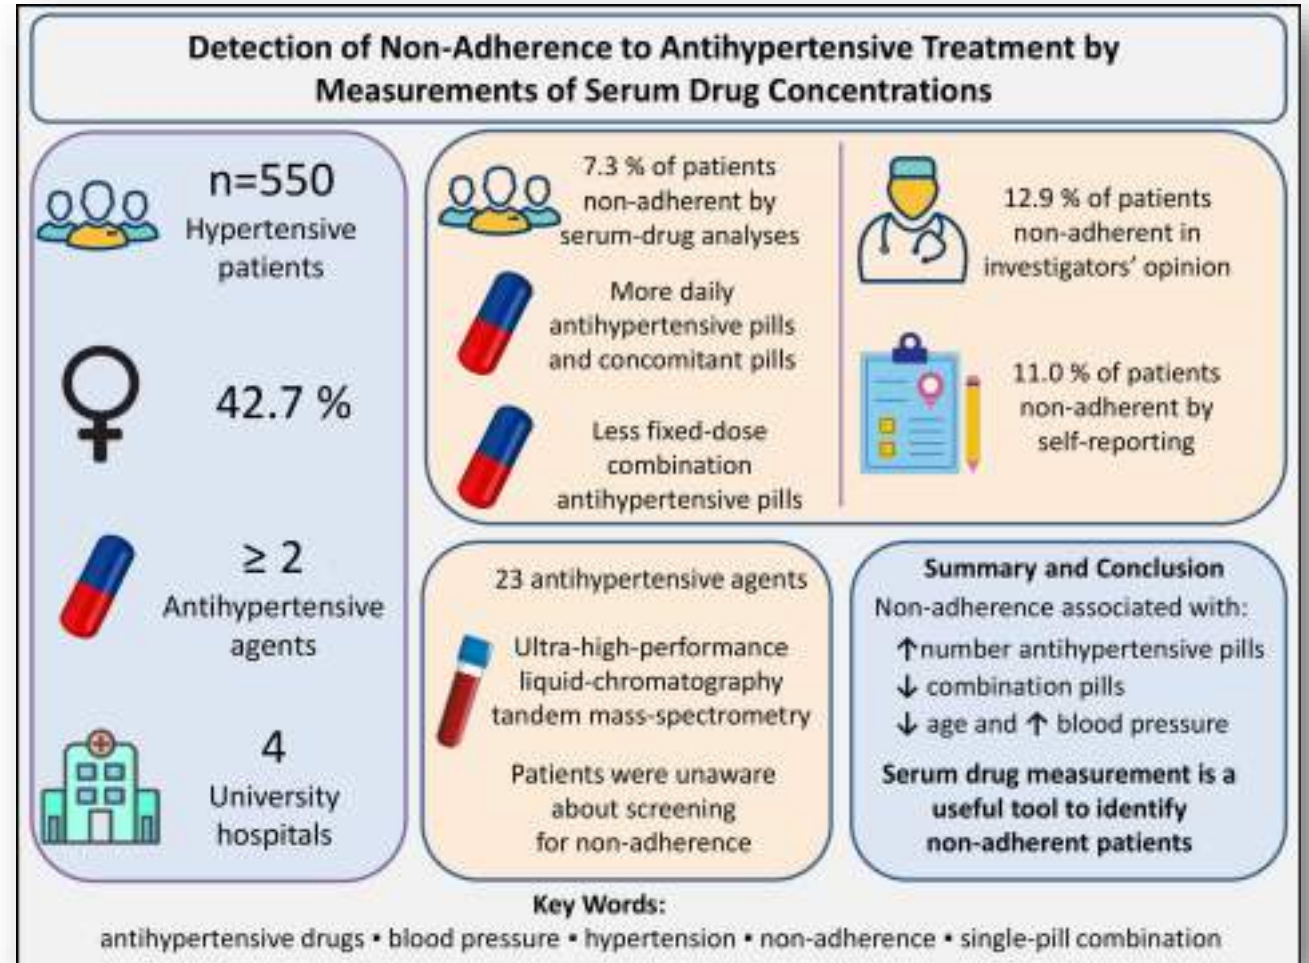 Detection of Non-Adherence to Antihypertensive Treatment by
Measurements of Serum Drug Concentrations
n=550
Hypertensive
patients
42.7 %
≥ 2
Antihypertensive
agents
4
University
hospitals
7.3 % of patients
non-adherent by
serum-drug analyses
More daily
antihypertensive pills
and concomitant pills
Less fixed-dose
combination
antihypertensive pills
12.9 % of patients
non-adherent in
investigators' opinion
11.0 % of patients
non-adherent by
self-reporting
23 antihypertensive agents
Ultra-high-performance
liquid-chromatography
tandem mass-spectrometry
Patients were unaware
about screening
for non-adherence
Summary and Conclusion
Non-adherence associated with:
↑number antihypertensive pills
↓ combination pills
↓ age and ↑ blood pressure
Serum drug measurement is a
useful tool to identify
non-adherent patients
Key Words:
antihypertensive drugs ▪ blood pressure ▪ hypertension ▪ non-adherence ▪ single-pill combination